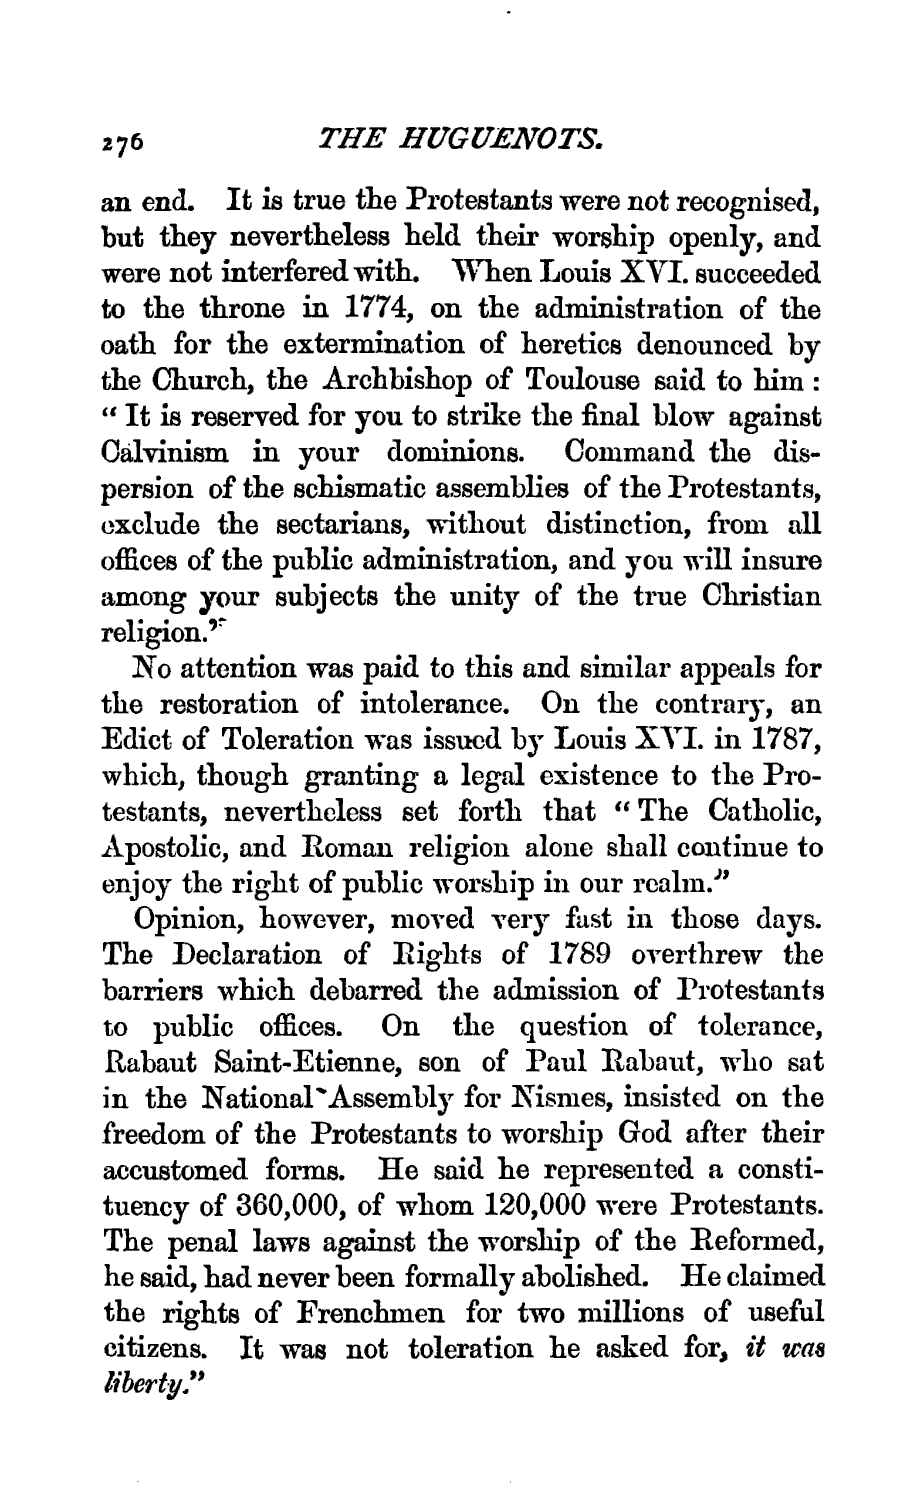 276 THE HUGUENOTS.
an end. It is true the Protestants were not recognised,
but they nevertheless held their worship openly, and
were not interfered with. When Louis XVI. succeeded
to the throne in 1774, on the administration of the
oath for the extermination of heretics denounced by
the Church, the Archbishop of Toulouse said to him :
“ It is reserved for you to strike the final blow against
Calvinism in your dominions. Command the dis-
persion of the schismatic assemblies of the Protestants,
exclude the sectarians, without distinction, from all
offices of the public administration, and you will insure
among your subjects the unity of the true Christian
religion.”
No attention was paid to this and similar appeals for
the restoration of intolerance. On the contrary, an
Edict of Toleration was issued by Louis XVI. in 1787,
which, though granting a legal existence to the Pro-
testants, nevertheless set forth that “ The Catholic,
Apostolic, and Roman religion alone shall continue to
enjoy the right of public worship in our realm.”
Opinion, however, moved very fast in those days.
The Declaration of Rights of 1789 overthrew the
barriers which debarred the admission of Protestants
to public offices. On the question of tolerance,
Rabaut Saint-Etienne, son of Paul Rabaut, who sat
in the National Assembly for Nismes, insisted on the
freedom of the Protestants to worship God after their
accustomed forms. He said he represented a consti-
tuency of 360,000, of whom 120,000 were Protestants.
The penal laws against the worship of the Reformed,
he said, had never been formally abolished. He claimed
the rights of Frenchmen for two millions of useful
citizens. It was not toleration he asked for, it was
liberty.”